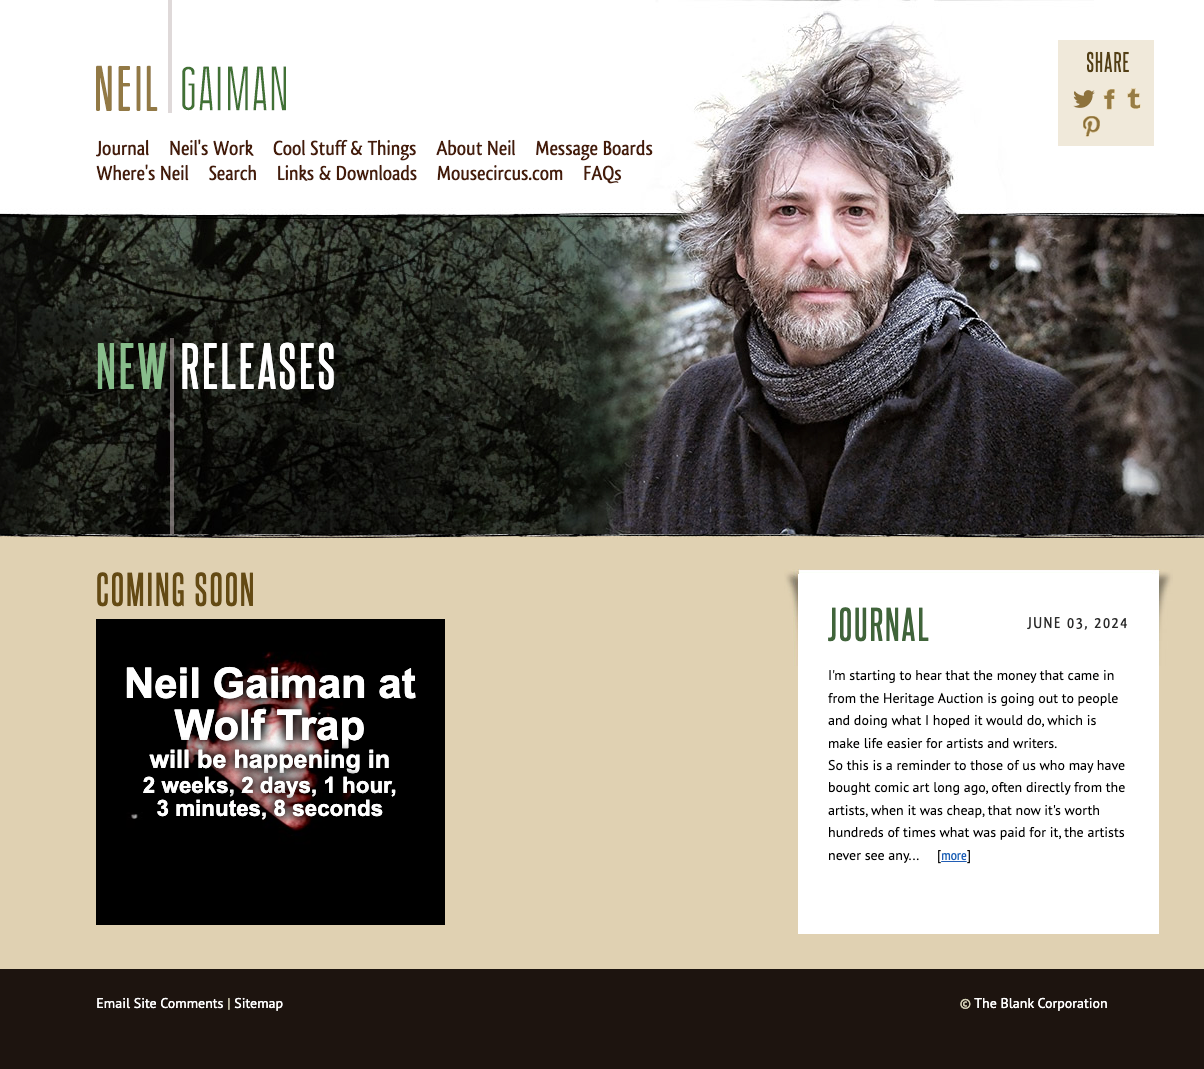 NEIL GAIMAN
SHARE
Journal Neil's Work Cool Stuff & Things About Neil Message Boards
Where's Neil Search Links & Downloads Mousecircus.com FAQs
NEW RELEASES
COMING SOON
Neil Gaiman at
Wolf Trap
will be happening in
2 weeks, 2 days, 1 hour,
3 minutes, 8 seconds
JOURNAL
JUNE 03, 2024
I'm starting to hear that the money that came in
from the Heritage Auction is going out to people
and doing what I hoped it would do, which is
make life easier for artists and writers.
So this is a reminder to those of us who may have
bought comic art long ago, often directly from the
artists, when it was cheap, that now it's worth
hundreds of times what was paid for it, the artists
never see any... [more]
Email Site Comments | Sitemap
© The Blank Corporation